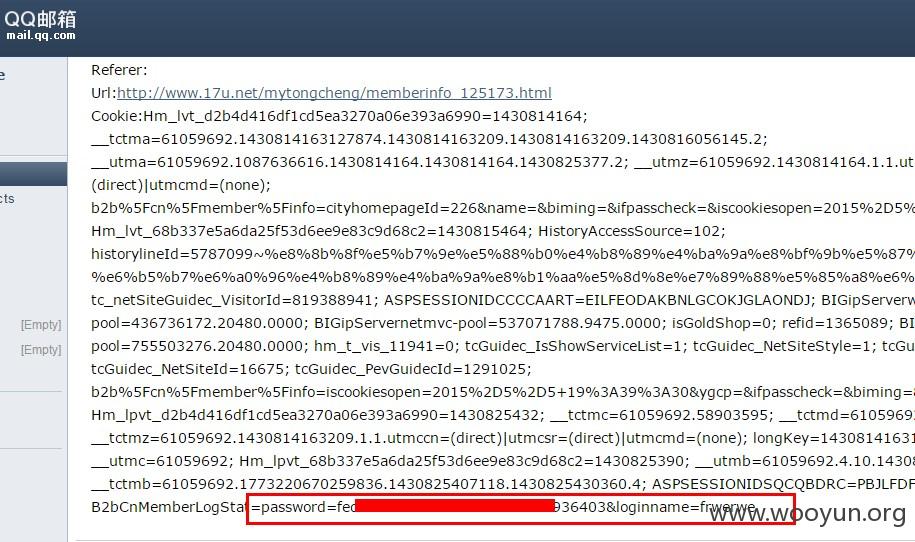 QQ邮箱
mail.qq.com
e
cts
[Empty]
[Empty]
Referer:
Url:http://www.17u.net/mytongcheng/memberinfo_125173.html
Cookie:Hm_lvt_d2b4d416df1cd5ea3270a06e393a6990=1430814164;
__tctma=61059692.1430814163127874.1430814163209.1430814163209.1430816056145.2;
__utma=61059692.1087636616.1430814164.1430814164.1430825377.2; __utmz=61059692.1430814164.1.1.ut
(direct)|utmcmd=(none);
b2b%5Fcn%5Fmember%5Finfo=cityhomepageId=226&name=&biming=&ifpasscheck=&iscookiesopen=2015%2D5%
Hm_lvt_68b337e5a6da25f53d6ee9e83c9d68c2=1430815464; HistoryAccessSource=102;
historylineId=5787099~%e8%8b%8f%e5%b7%9e%e5%88%b0%e4%b8%89%e4%ba%9a%e8%bf%9b%e5%87%
%e6%b5%b7%e6%a0%96%e4%b8%89%e4%ba%9a%e8%b1%aa%e5%8d%8e%e7%89%88%e5%85%a8%e6%
tc_netSiteGuidec_VisitorId=819388941; ASPSESSIONIDCCCCAART=EILFEODAKBNLGCOKJGLAONDJ; BIGipServerw
pool=436736172.20480.0000; BIGipServernetmvc-pool=537071788.9475.0000; isGoldShop=0; refid=1365089; BI
pool=755503276.20480.0000; hm_t_vis_11941=0; tcGuidec_IsShowServiceList=1; tcGuidec_NetSiteStyle=1; tcGu
tcGuidec_NetSiteId=16675; tcGuidec_PevGuidecId=1291025;
b2b%5Fcn%5Fmember%5Finfo=iscookiesopen=2015%2D5%2D5+19%3A39%3A30&ygcp=&ifpasscheck=&biming=&
Hm_lpvt_d2b4d416df1cd5ea3270a06e393a6990=1430825432; __tctmc=61059692.58903595; __tctmd=6105969
__tctmz=61059692.1430814163209.1.1.utmccn=(direct)|utmcsr=(direct)|utmcmd=(none); longKey=14308141631
__utmc=61059692; Hm_lpvt_68b337e5a6da25f53d6ee9e83c9d68c2=1430825390; __utmb=61059692.4.10.14308
__tctmb=61059692.1773220670259836.1430825407118.1430825430360.4; ASPSESSIONIDSQCQBDRC=PBJLFDF
B2bCnMemberLogStat=password=fed 936403&loginname=frwerwe
www.wooyun.org